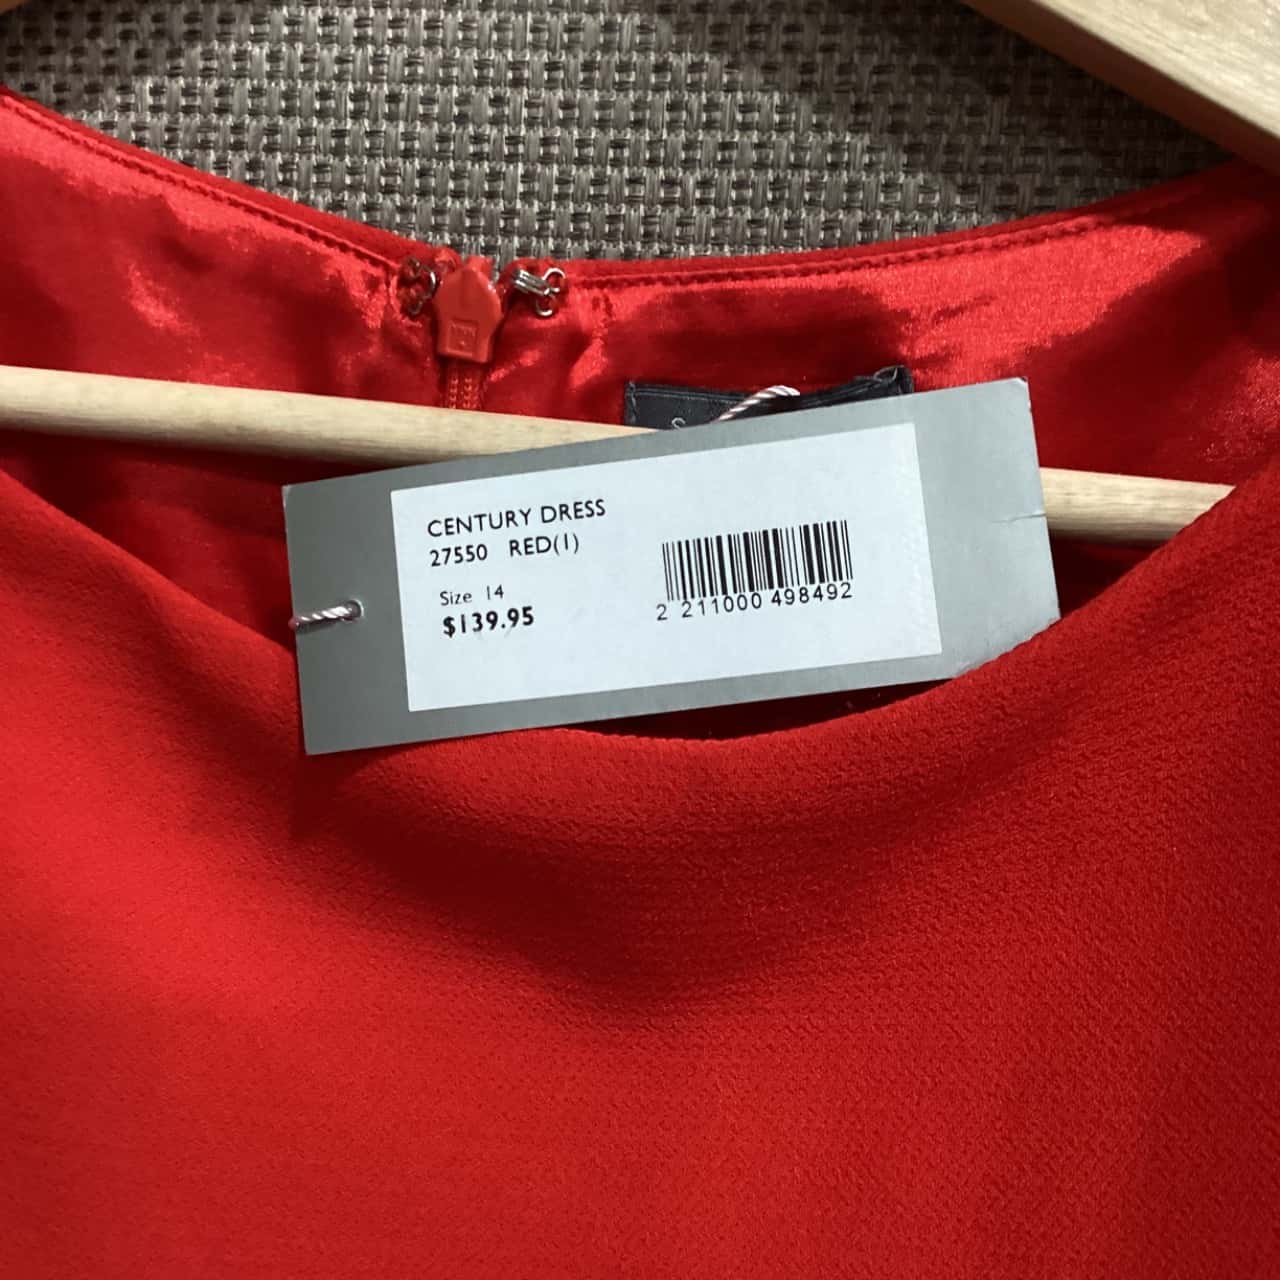 CENTURY DRESS
27550 RED(1)
Size 14
$139.95
2 211000 498492
S